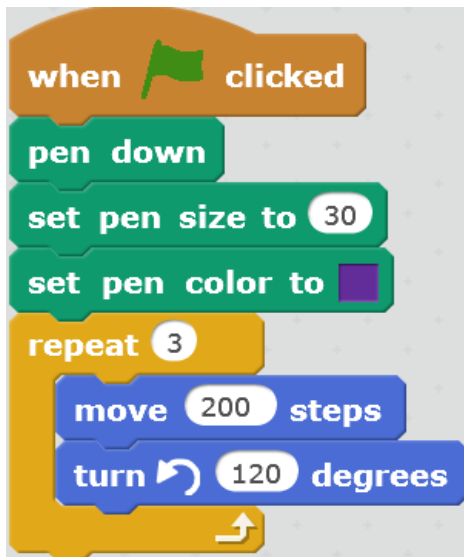 when clicked
pen down
set pen size to 30
set pen color to
repeat 3
move 200 steps
turn 120 degrees